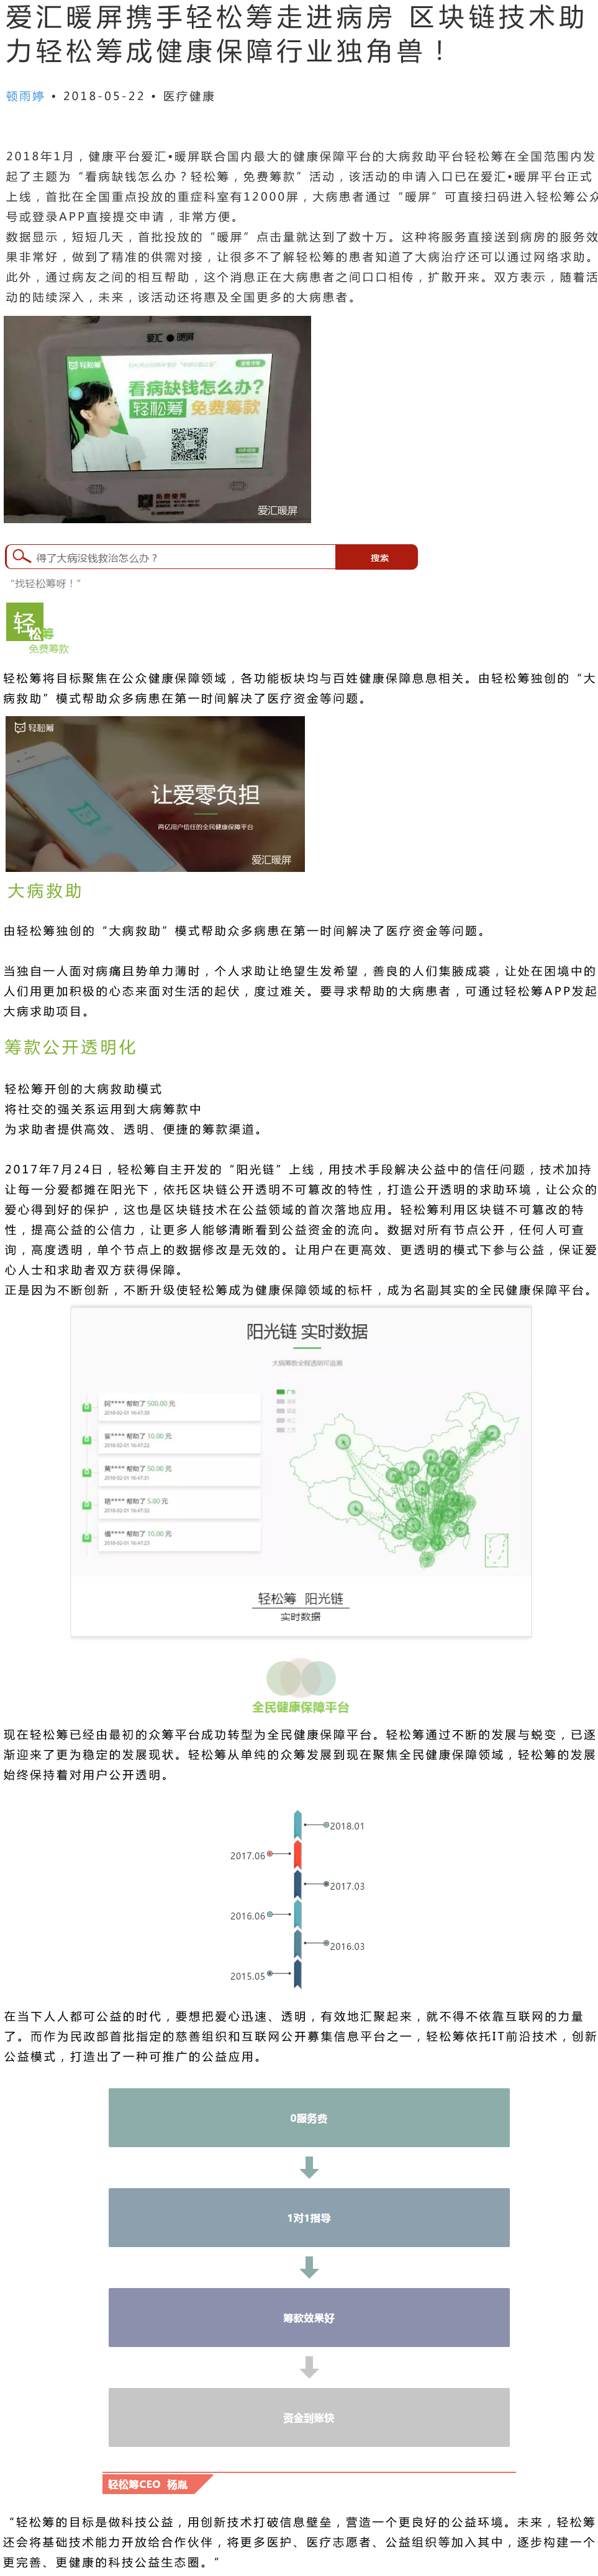 爱汇暖屏携手轻松筹走进病房 区块链技术助
力轻松筹成健康保障行业独角兽！
顿雨婷 • 2018-05-22 • 医疗健康
2018年1月，健康平台爱汇•暖屏联合国内最大的健康保障平台的大病救助平台轻松筹在全国范围内发
起了主题为“看病缺钱怎么办？轻松筹，免费筹款”活动，该活动的申请入口已在爱汇•暖屏平台正式
上线，首批在全国重点投放的重症科室有12000屏，大病患者通过“暖屏”可直接扫码进入轻松筹公众
号或登录APP直接提交申请，非常方便。
数据显示，短短几天，首批投放的“暖屏”点击量就达到了数十万。这种将服务直接送到病房的服务效
果非常好，做到了精准的供需对接，让很多不了解轻松筹的患者知道了大病治疗还可以通过网络求助。
此外，通过病友之间的相互帮助，这个消息正在大病患者之间口口相传，扩散开来。双方表示，随着活
动的陆续深入，未来，该活动还将惠及全国更多的大病患者。
爱汇 暖屏
轻松筹
看病缺钱怎么办？
轻松筹 免费筹款
免费使用
爱汇暖屏
得了大病没钱救治怎么办？
搜索
“找轻松筹呀！”
轻
松筹
免费筹款
轻松筹将目标聚焦在公众健康保障领域，各功能板块均与百姓健康保障息息相关。由轻松筹独创的“大
病救助”模式帮助众多病患在第一时间解决了医疗资金等问题。
轻松筹
让爱零负担
两亿用户信任的全民健康保障平台
爱汇暖屏
大病救助
由轻松筹独创的“大病救助”模式帮助众多病患在第一时间解决了医疗资金等问题。
当独自一人面对病痛且势单力薄时，个人求助让绝望生发希望，善良的人们集腋成裘，让处在困境中的
人们用更加积极的心态来面对生活的起伏，度过难关。要寻求帮助的大病患者，可通过轻松筹APP发起
大病求助项目。
筹款公开透明化
轻松筹开创的大病救助模式
将社交的强关系运用到大病筹款中
为求助者提供高效、透明、便捷的筹款渠道。
2017年7月24日，轻松筹自主开发的“阳光链”上线，用技术手段解决公益中的信任问题，技术加持
让每一分爱都摊在阳光下，依托区块链公开透明不可篡改的特性，打造公开透明的求助环境，让公众的
爱心得到好的保护，这也是区块链技术在公益领域的首次落地应用。轻松筹利用区块链不可篡改的特
性，提高公益的公信力，让更多人能够清晰看到公益资金的流向。数据对所有节点公开，任何人可查
询，高度透明，单个节点上的数据修改是无效的。让用户在更高效、更透明的模式下参与公益，保证爱
心人士和求助者双方获得保障。
正是因为不断创新，不断升级使轻松筹成为健康保障领域的标杆，成为名副其实的全民健康保障平台。
阳光链 实时数据
大病筹款全程透明可追溯
阿**** 帮助了 500.00 元
2018-02-01 16:47:39
奚**** 帮助了 10.00 元
2018-02-01 16:47:22
黄**** 帮助了 50.00 元
2018-02-01 16:47:31
艳**** 帮助了 5.00 元
2018-02-01 16:47:32
禧**** 帮助了 10.00 元
2018-02-01 16:47:23
广东
轻松筹 阳光链
实时数据
全民健康保障平台
现在轻松筹已经由最初的众筹平台成功转型为全民健康保障平台。轻松筹通过不断的发展与蜕变，已逐
渐迎来了更为稳定的发展现状。轻松筹从单纯的众筹发展到现在聚焦全民健康保障领域，轻松筹的发展
始终保持着对用户公开透明。
2018.01
2017.06
2017.03
2016.06
2016.03
2015.05
在当下人人都可公益的时代，要想把爱心迅速、透明，有效地汇聚起来，就不得不依靠互联网的力量
了。而作为民政部首批指定的慈善组织和互联网公开募集信息平台之一，轻松筹依托IT前沿技术，创新
公益模式，打造出了一种可推广的公益应用。
0服务费
1对1指导
筹款效果好
资金到账快
轻松筹CEO 杨胤
“轻松筹的目标是做科技公益，用创新技术打破信息壁垒，营造一个更良好的公益环境。未来，轻松筹
还会将基础技术能力开放给合作伙伴，将更多医护、医疗志愿者、公益组织等加入其中，逐步构建一个
更完善、更健康的科技公益生态圈。”